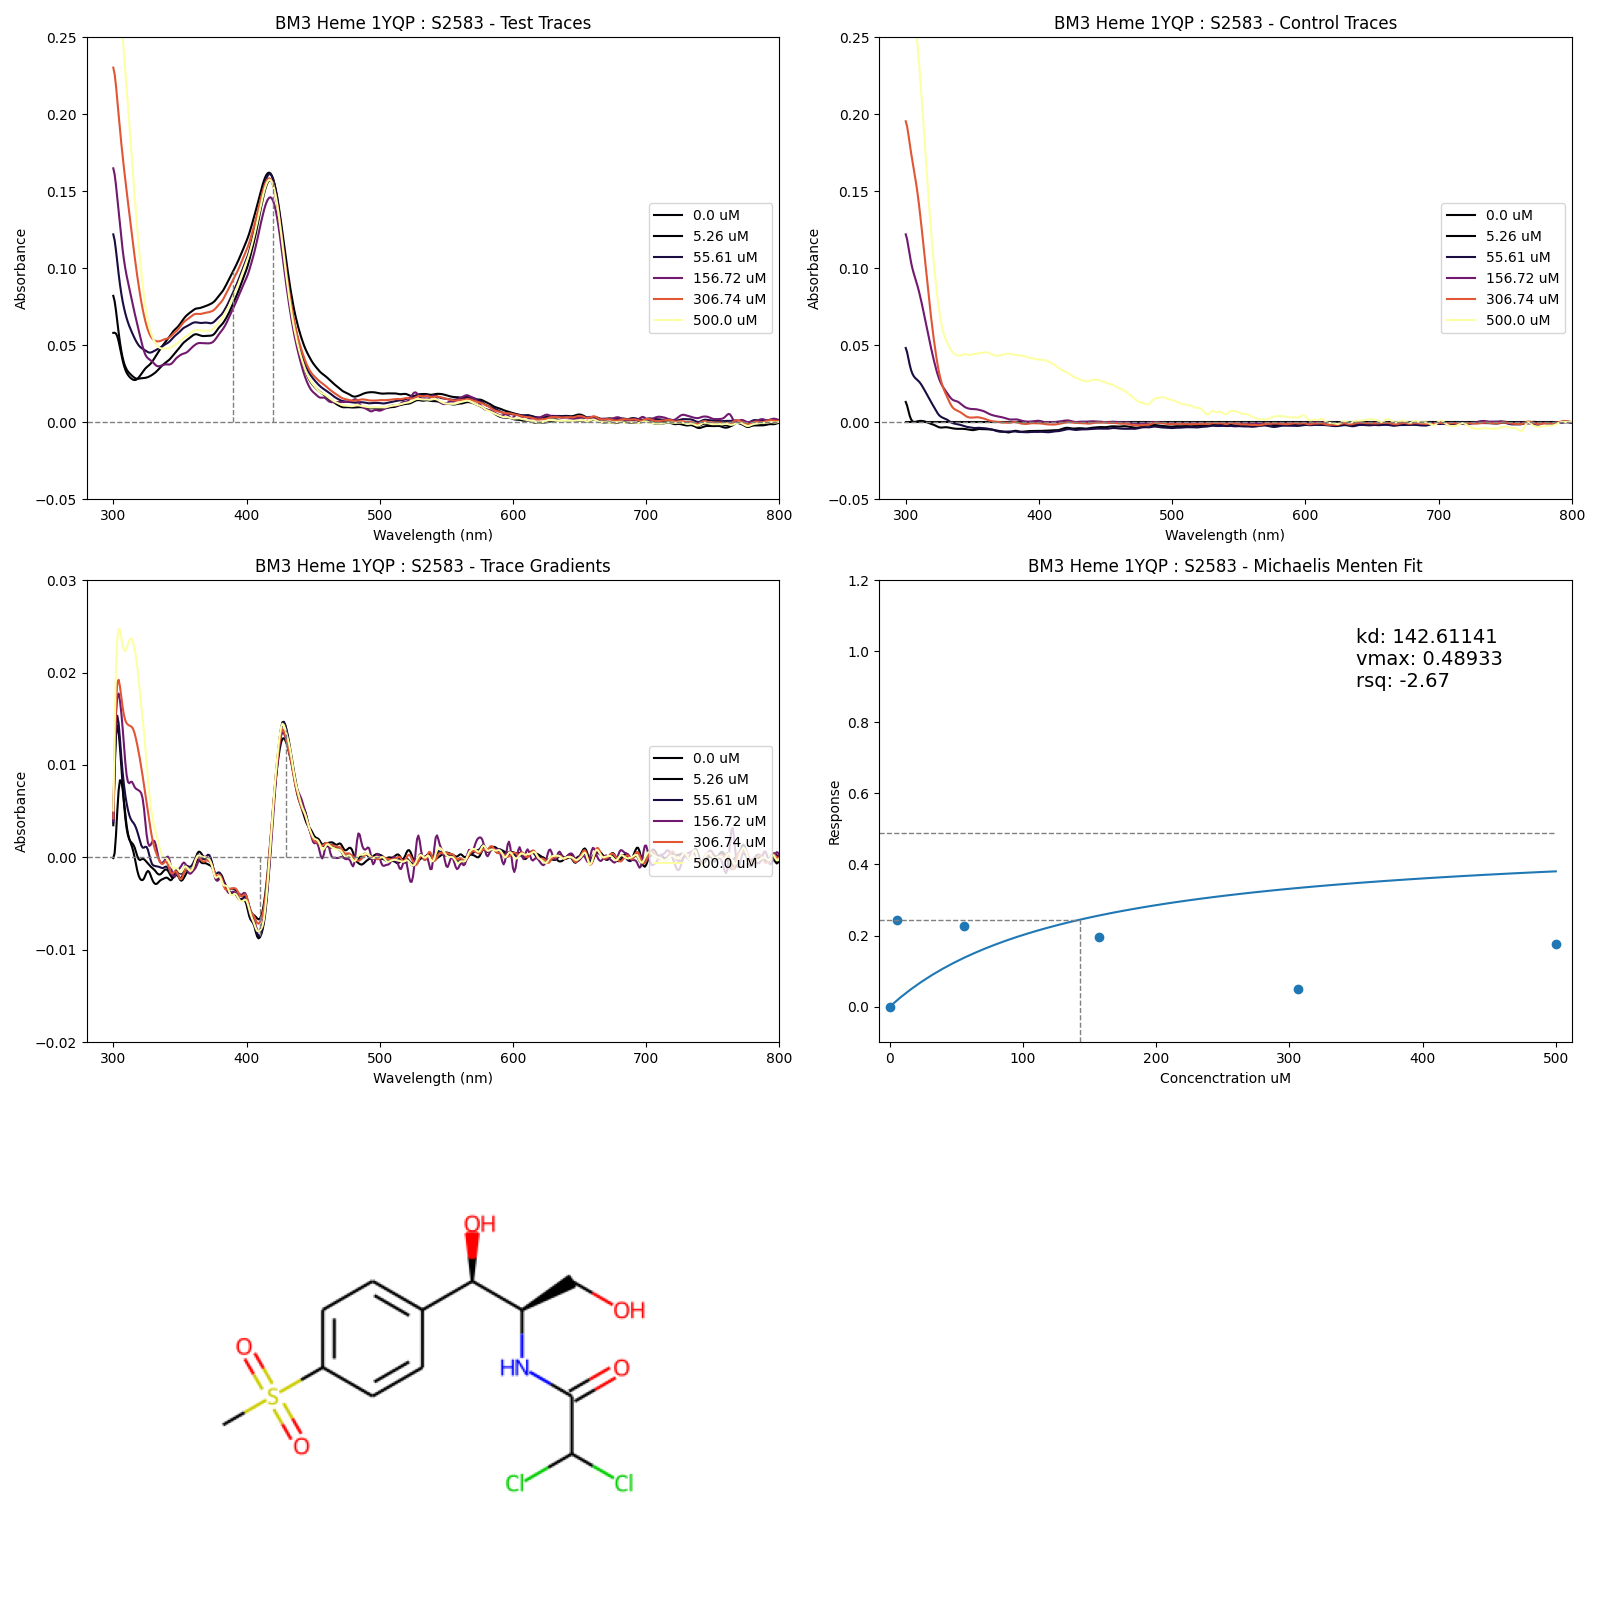 BM3 Heme 1YQP : S2583 - Test Traces
0.25
0.20
0.15
0.10
0.05
0.00
−0.05
Absorbance
300
400
500
600
700
800
Wavelength (nm)
0.0 uM
5.26 uM
55.61 uM
156.72 uM
306.74 uM
500.0 uM
BM3 Heme 1YQP : S2583 - Control Traces
0.25
0.20
0.15
0.10
0.05
0.00
−0.05
Absorbance
300
400
500
600
700
800
Wavelength (nm)
0.0 uM
5.26 uM
55.61 uM
156.72 uM
306.74 uM
500.0 uM
BM3 Heme 1YQP : S2583 - Trace Gradients
0.03
0.02
0.01
0.00
−0.01
−0.02
Absorbance
300
400
500
600
700
800
Wavelength (nm)
0.0 uM
5.26 uM
55.61 uM
156.72 uM
306.74 uM
500.0 uM
BM3 Heme 1YQP : S2583 - Michaelis Menten Fit
1.2
1.0
0.8
0.6
0.4
0.2
0.0
Response
0
100
200
300
400
500
Concenctration uM
kd: 142.61141
vmax: 0.48933
rsq: -2.67
OH
OH
O
HN
O
S
O
Cl
Cl